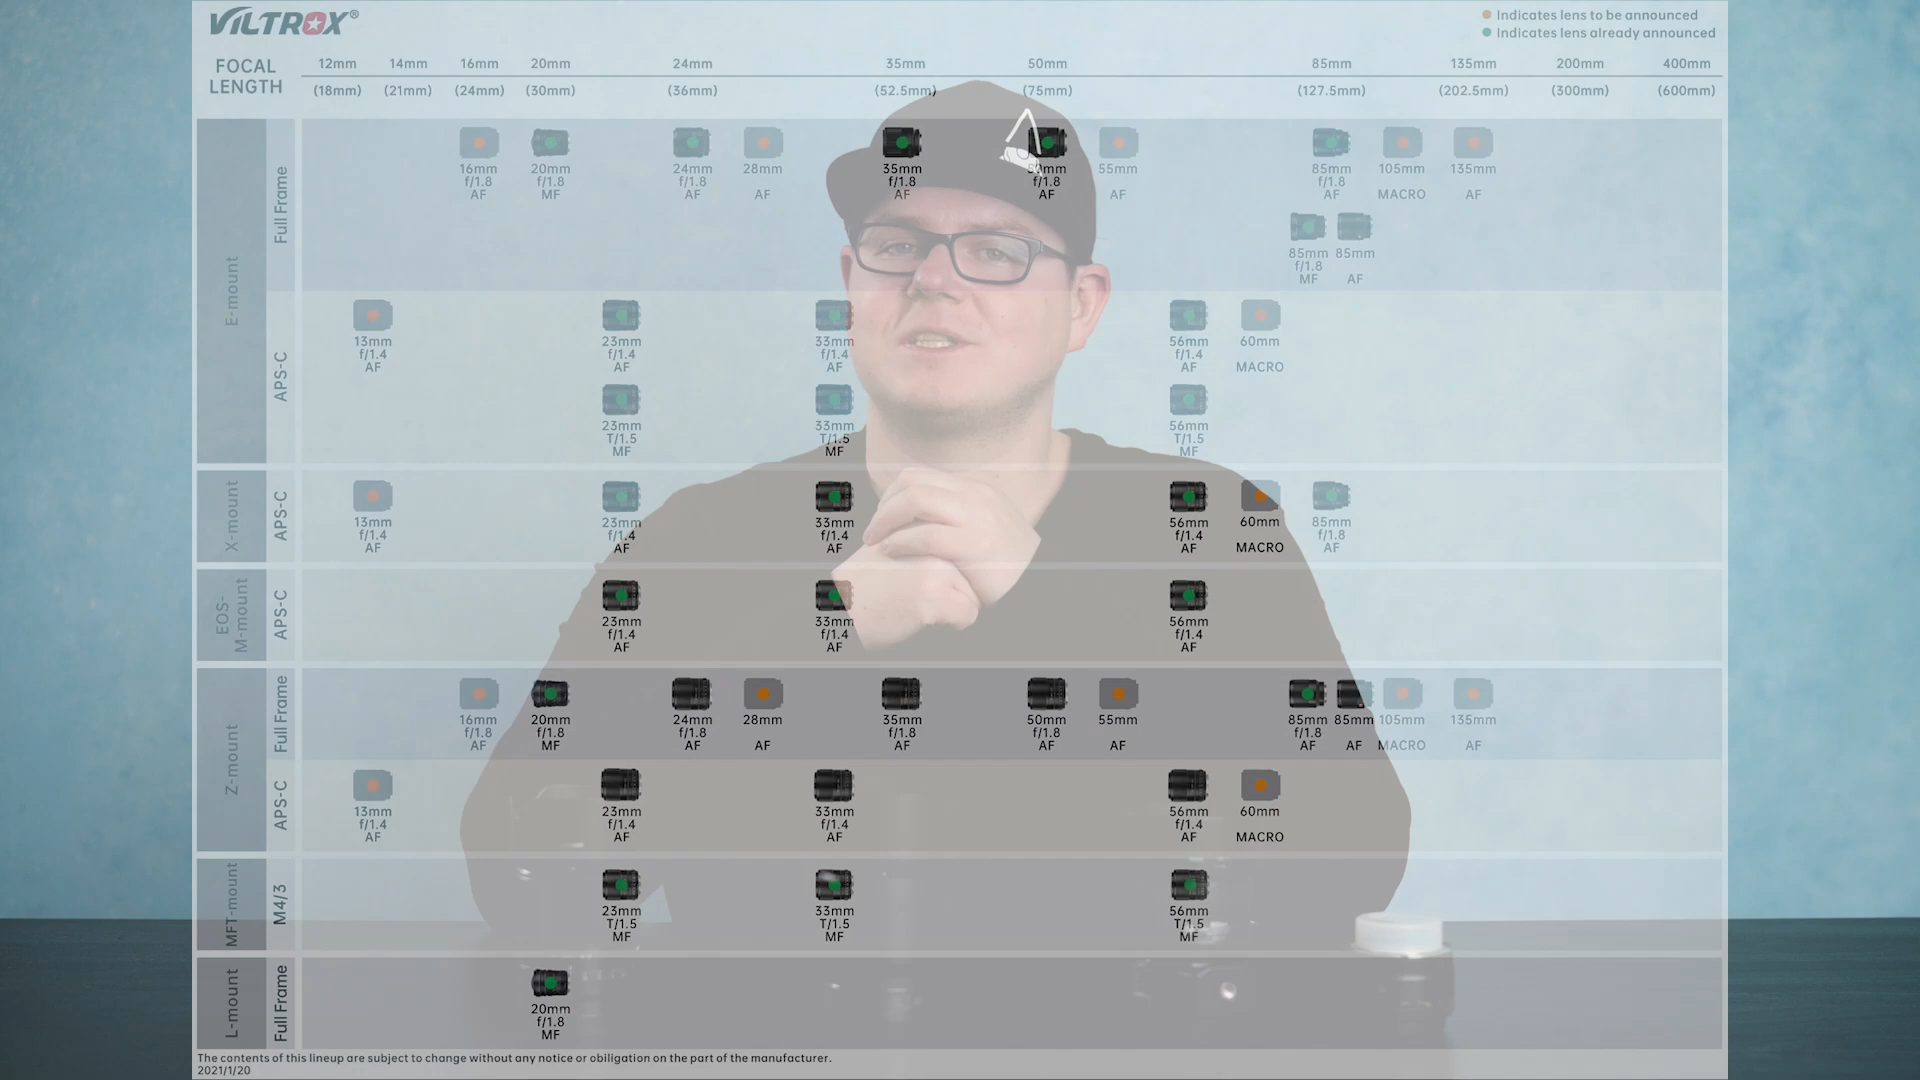 VILTROX®
Indicates lens to be announced
Indicates lens already announced
FOCAL LENGTH
12mm 14mm 16mm 20mm 24mm 35mm 50mm 85mm 135mm 200mm 400mm
(18mm) (21mm) (24mm) (30mm) (36mm) (52.5mm) (75mm) (127.5mm) (202.5mm) (300mm) (600mm)
E-mount
Full Frame
16mm 20mm 24mm 28mm 35mm 50mm 55mm 85mm 105mm 135mm
f/1.8 f/1.8 f/1.8 f/1.8 f/1.8 f/1.8
AF MF AF AF AF AF AF AF MACRO AF
85mm 85mm
f/1.8
MF AF
APS-C
13mm 23mm 33mm 56mm 60mm
f/1.4 f/1.4 f/1.4 f/1.4
AF AF AF AF MACRO
23mm 33mm 56mm
T/1.5 T/1.5 T/1.5
MF MF MF
X-mount
APS-C
13mm 23mm 33mm 56mm 60mm 85mm
f/1.4 f/1.4 f/1.4 f/1.4 f/1.8
AF AF AF AF MACRO AF
EOS-
M-mount
APS-C
23mm 33mm 56mm
f/1.4 f/1.4 f/1.4
AF AF AF
Z-mount
Full Frame
16mm 20mm 24mm 28mm 35mm 50mm 55mm 85mm 85mm 105mm 135mm
f/1.8 f/1.8 f/1.8 f/1.8 f/1.8 f/1.8
AF MF AF AF AF AF AF AF AF MACRO AF
APS-C
13mm 23mm 33mm 56mm 60mm
f/1.4 f/1.4 f/1.4 f/1.4
AF AF AF AF MACRO
MFT-mount
M4/3
23mm 33mm 56mm
T/1.5 T/1.5 T/1.5
MF MF MF
L-mount
Full Frame
20mm
f/1.8
MF
The contents of this lineup are subject to change without any notice or obiligation on the part of the manufacturer.
2021/1/20